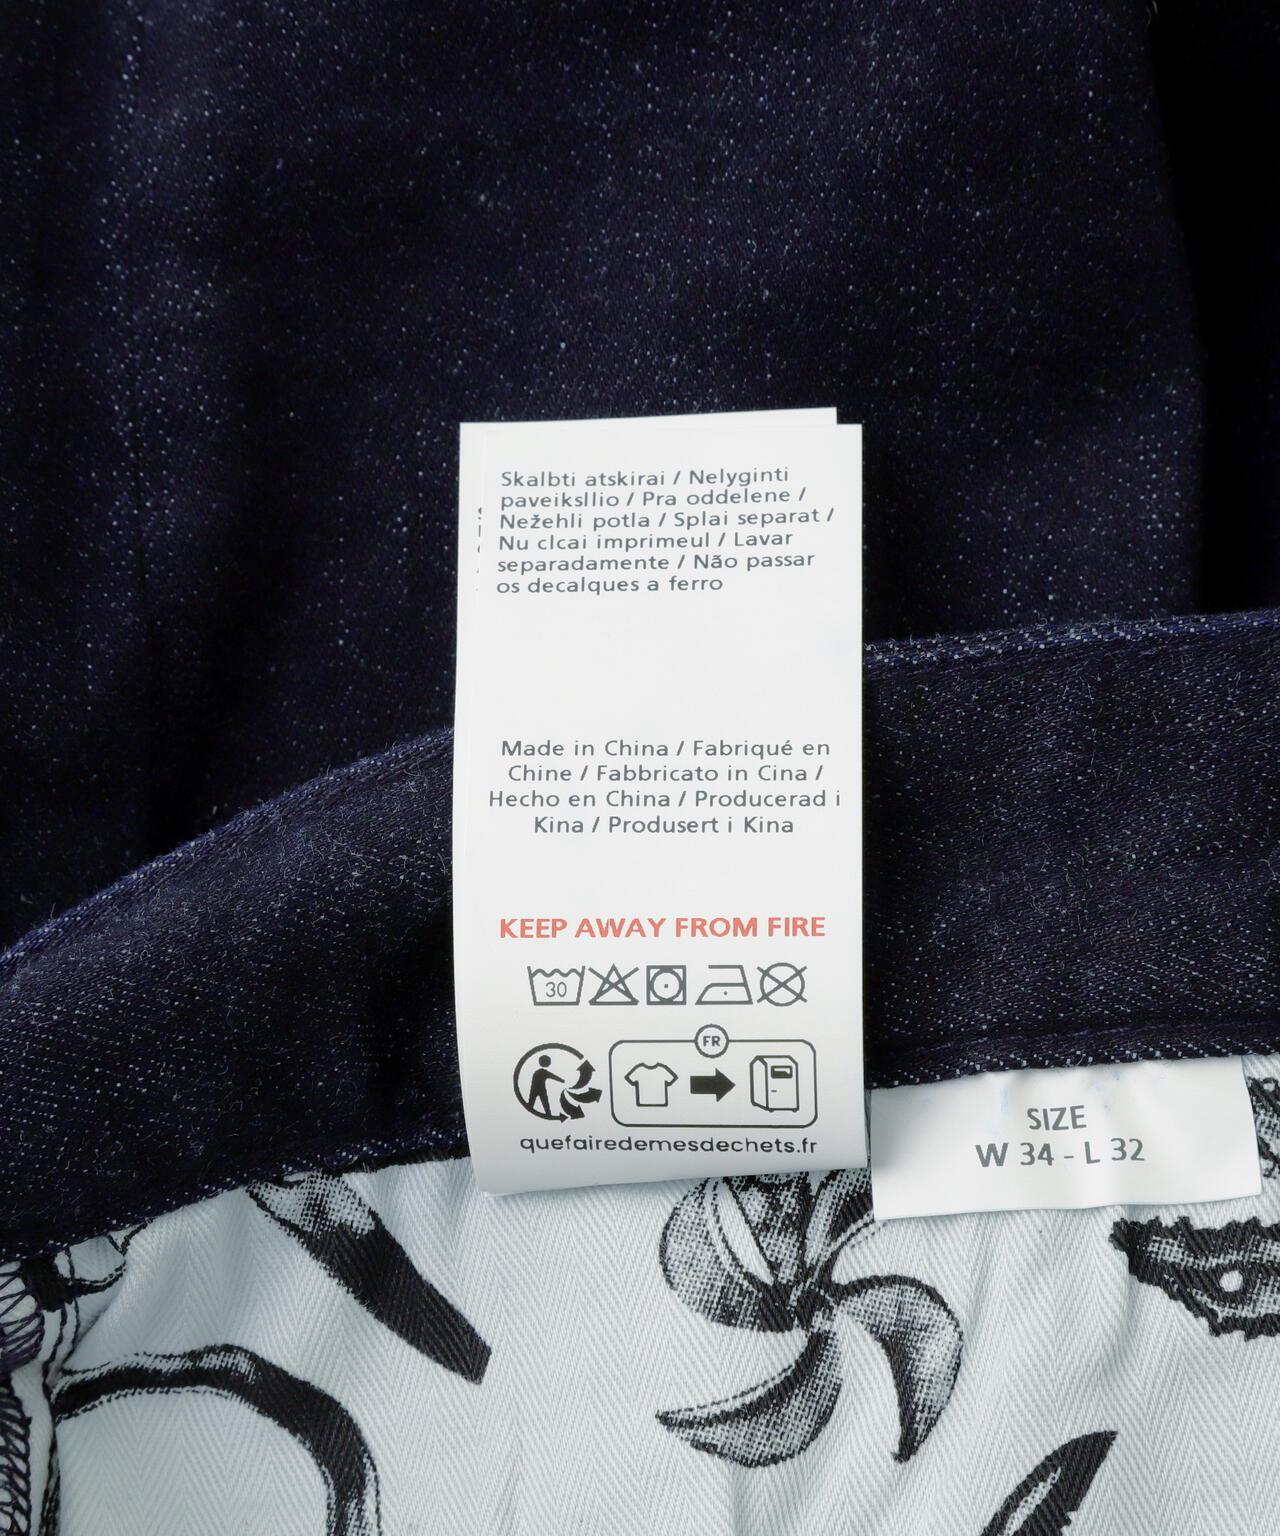 Skalbti atskirai / Nelyginti
paveiksllio / Pra oddelene /
Nežehli potla / Splai separat /
Nu clcai imprimeul / Lavar
separadamente / Não passar
os decalques a ferro
Made in China / Fabriqué en
Chine / Fabbricato in Cina /
Hecho en China / Producerad i
Kina / Produsert i Kina
KEEP AWAY FROM FIRE
30
FR
quefairedemesdechets.fr
SIZE
W 34 - L 32